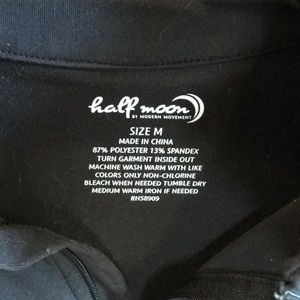 half moon
BY MODERN MOVEMENT
SIZE M
MADE IN CHINA
87% POLYESTER 13% SPANDEX
TURN GARMENT INSIDE OUT
MACHINE WASH WARM WITH LIKE
COLORS ONLY NON-CHLORINE
BLEACH WHEN NEEDED TUMBLE DRY
MEDIUM WARM IRON IF NEEDED
RN58909